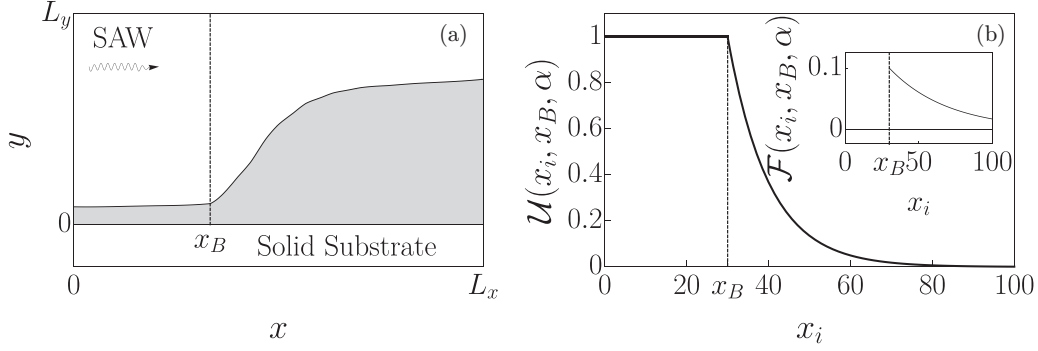 L_y
SAW
(a)
y
0
x_B
Solid Substrate
0
L_x
x
(b)
𝒰(x_i, x_B, α)
1
0.8
0.6
0.4
0.2
0
0 20 x_B 40 60 80 100
x_i
ℱ(x_i, x_B, α)
0.1
0
0 x_B 50 100
x_i